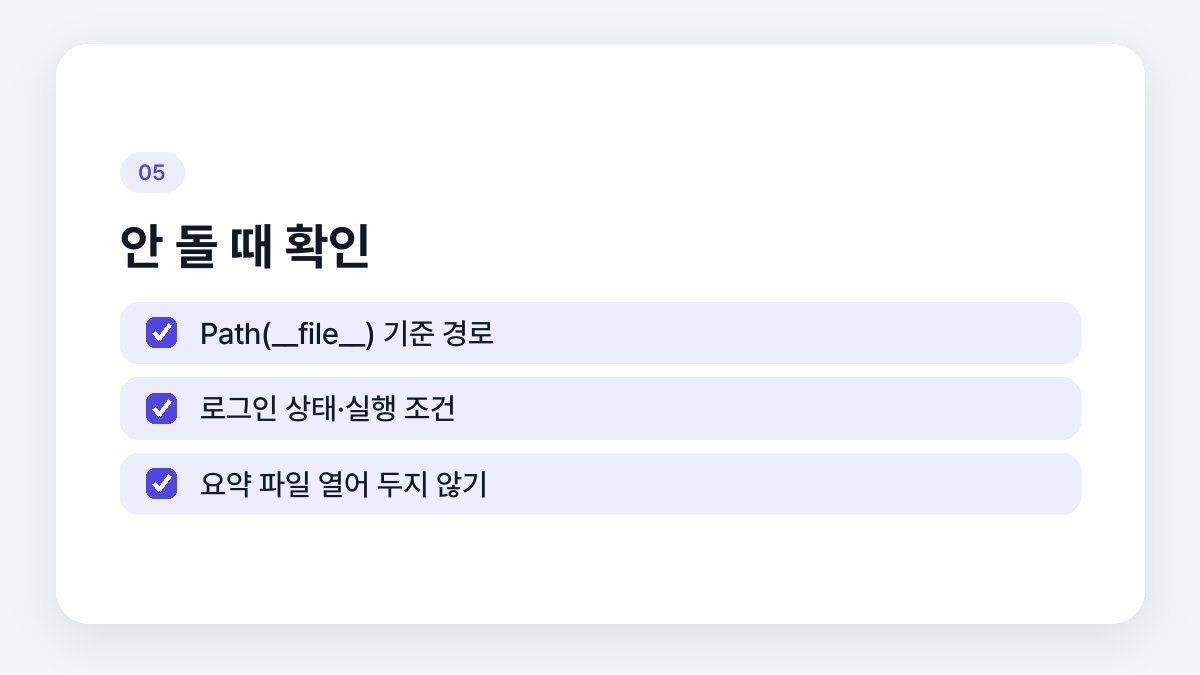 05
안 돌 때 확인
Path(__file__) 기준 경로
로그인 상태·실행 조건
요약 파일 열어 두지 않기